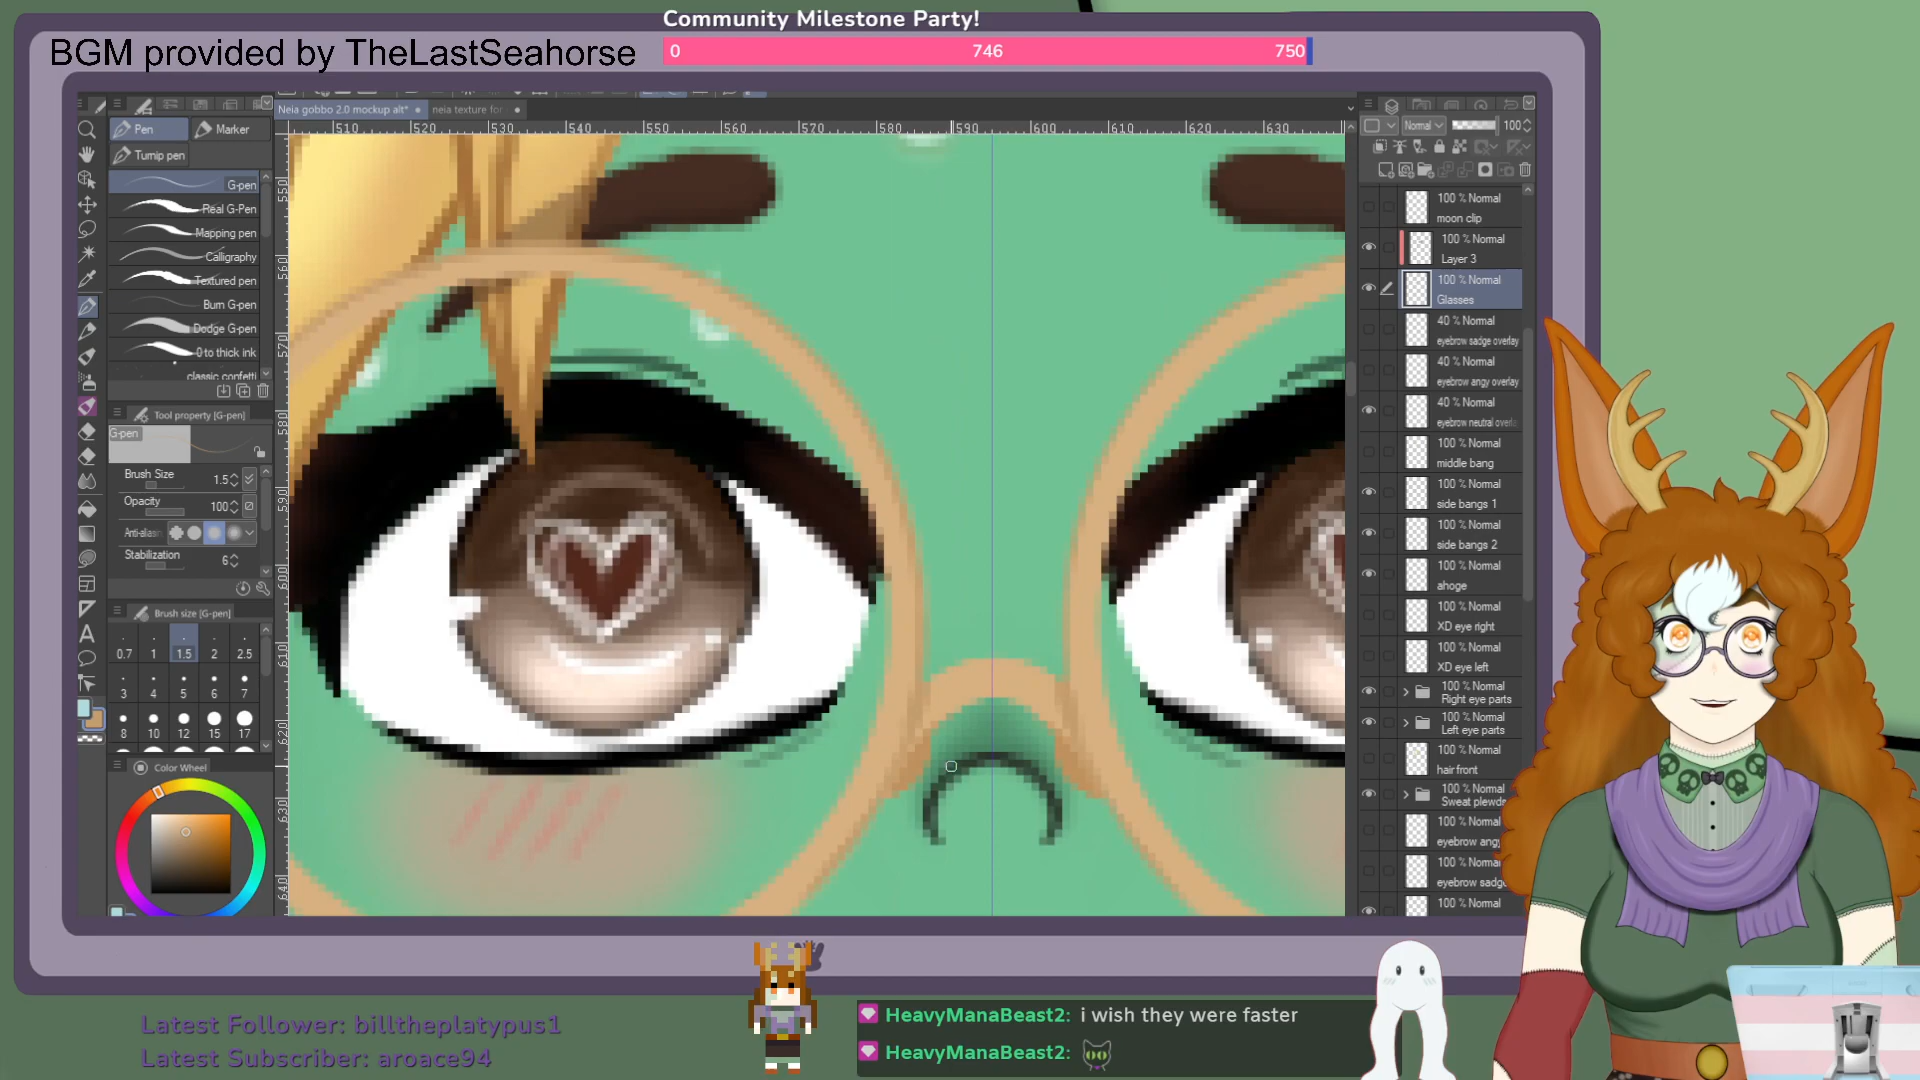 Community Milestone Party!
BGM provided by TheLastSeahorse
0 746 750
Neia gobbo 2.0 mockup alt*
neia texture for
510 520 530 540 550 560 570 580 590 600 610 620 630
550
560
570
580
590
600
610
620
630
640
Pen
Marker
Turnip pen
G-pen
Real G-Pen
Mapping pen
Calligraphy
Textured pen
Burn G-pen
Dodge G-pen
0 to thick ink
classic confetti
Tool property [G-pen]
G-pen
Brush Size 1.5
Opacity 100
Anti-alias
Stabilization 6
Brush size [G-pen]
0.7 1 1.5 2 2.5
3 4 5 6 7
8 10 12 15 17
Color Wheel
Normal 100
100 % Normal
moon clip
100 % Normal
Layer 3
100 % Normal
Glasses
40 % Normal
eyebrow sadge overlay
40 % Normal
eyebrow angy overlay
40 % Normal
eyebrow neutral
100 % Normal
middle bang
100 % Normal
side bangs 1
100 % Normal
side bangs 2
100 % Normal
ahoge
100 % Normal
XD eye right
100 % Normal
XD eye left
100 % Normal
Right eye parts
100 % Normal
Left eye parts
100 % Normal
hair front
100 % Normal
Sweat
100 % Normal
eyebrow angy
100 % Normal
eyebrow sadge
100 % Normal
Latest Follower: billtheplatypus1
Latest Subscriber: aroace94
HeavyManaBeast2: i wish they were faster
HeavyManaBeast2: